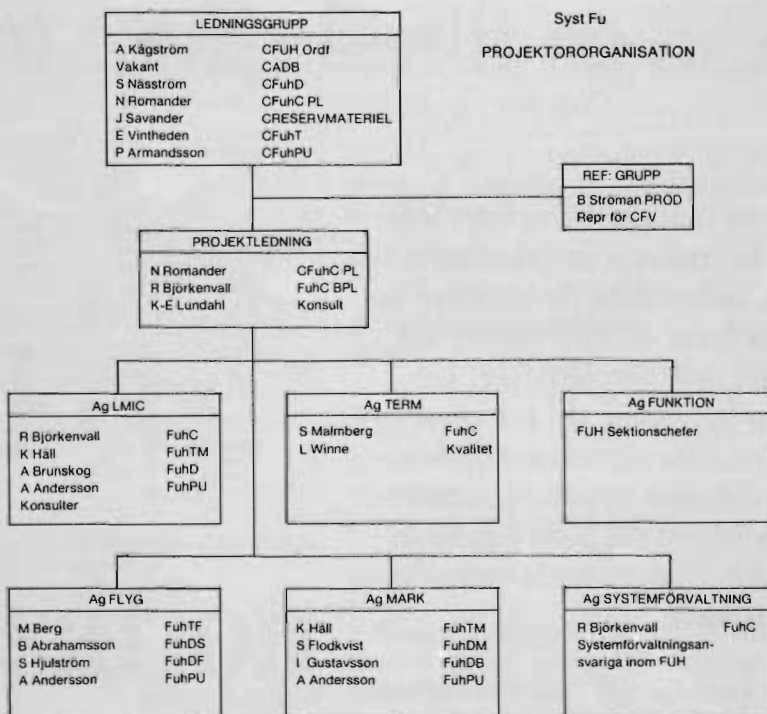 Syst Fu
PROJEKTORORGANISATION
LEDNINGSGRUPP
A Kågström CFUH Ordf
Vakant CADB
S Näsström CFuhD
N Romander CFuhC PL
J Savander CRESERVMATERIEL
E Vintheden CFuhT
P Armandsson CFuhPU
REF: GRUPP
B Ströman PROD
Repr för CFV
PROJEKTLEDNING
N Romander CFuhC PL
R Björkenvall FuhC BPL
K-E Lundahl Konsult
Ag LMIC
R Björkenvall FuhC
K Häll FuhTM
A Brunskog FuhD
A Andersson FuhPU
Konsulter
Ag TERM
S Malmberg FuhC
L Winne Kvalitet
Ag FUNKTION
FUH Sektionschefer
Ag FLYG
M Berg FuhTF
B Abrahamsson FuhDS
S Hjulström FuhDF
A Andersson FuhPU
Ag MARK
K Häll FuhTM
S Flodkvist FuhDM
I Gustavsson FuhDB
A Andersson FuhPU
Ag SYSTEMFÖRVALTNING
R Björkenvall FuhC
Systemförvaltningsan-
svariga inom FUH